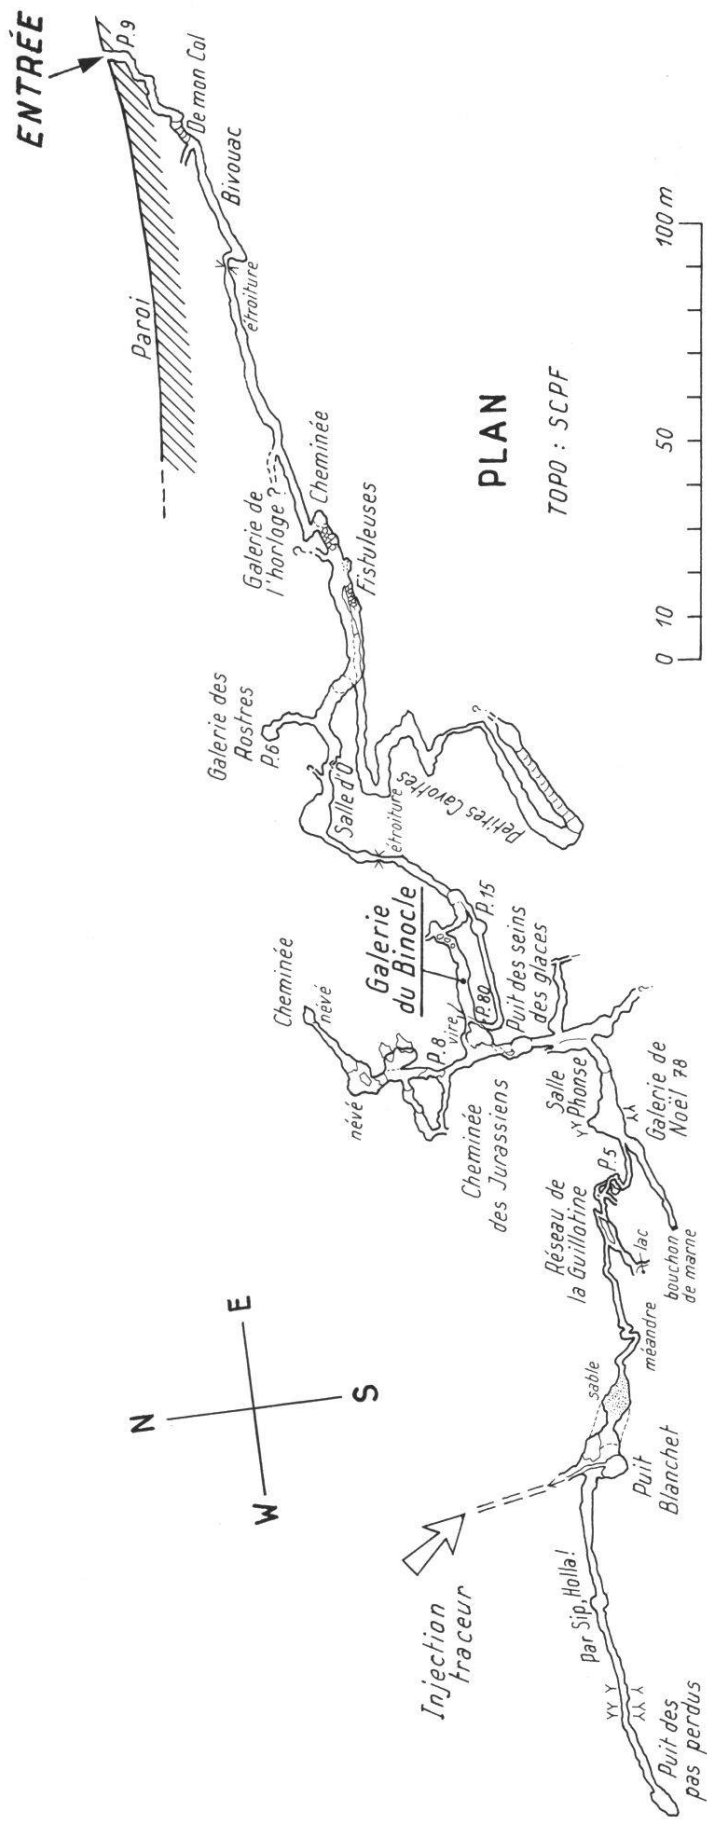 ENTRÉE
P.9
Demon Col
Bivouac
étroiture
Paroi
Galerie de
l'horloge ?
Cheminée
?
Fistuleuses
Galerie des
Rostres
P.6
?
Salle d'O
étroiture
Petites Cavottes
?
Galerie
du Binocle
P.15
P.80
vire
P.8
Puit des seins
des glaces
Cheminée
névé
névé
Cheminée
des Jurassiens
?
?
Salle
Phonse
Galerie de
Noël 78
P.5
Réseau de
la Guillotine
lac
bouchon
de marne
méandre
sable
Puit
Blanchet
Injection
traceur
Par Sip, Holla!
Puit des
pas perdus
N
E
S
W
PLAN
TOPO : SCPF
0 10 50 100 m